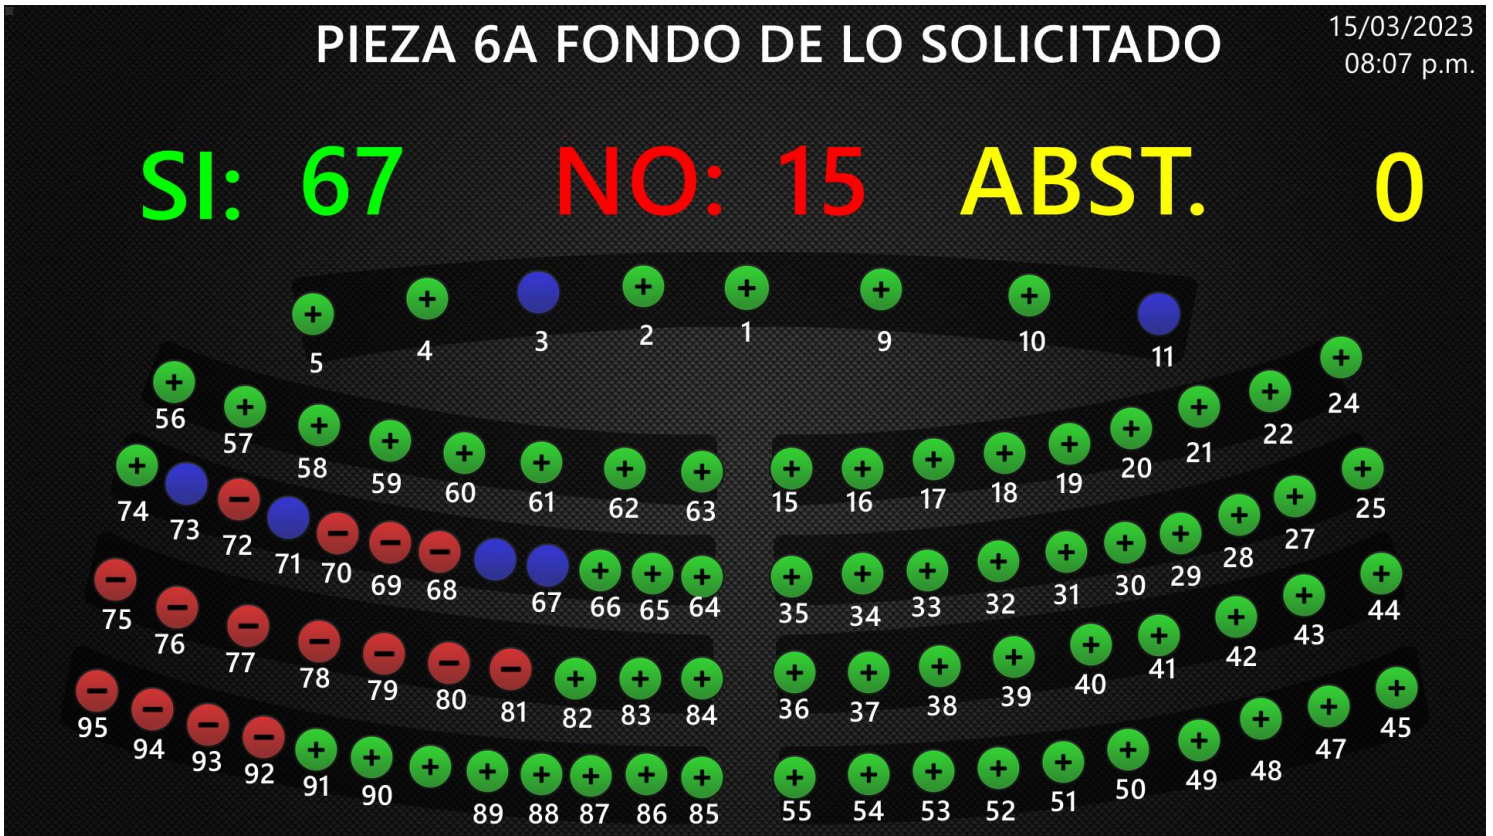 PIEZA 6A FONDO DE LO SOLICITADO
15/03/2023
08:07 p.m.
SI: 67 NO: 15 ABST. 0
5 4 3 2 1 9 10 11
56 57 58 59 60 61 62 63 15 16 17 18 19 20 21 22 24
74 73 72 71 70 69 68 67 66 65 64 35 34 33 32 31 30 29 28 27 25
75 76 77 78 79 80 81 82 83 84 36 37 38 39 40 41 42 43 44
95 94 93 92 91 90 89 88 87 86 85 55 54 53 52 51 50 49 48 47 45